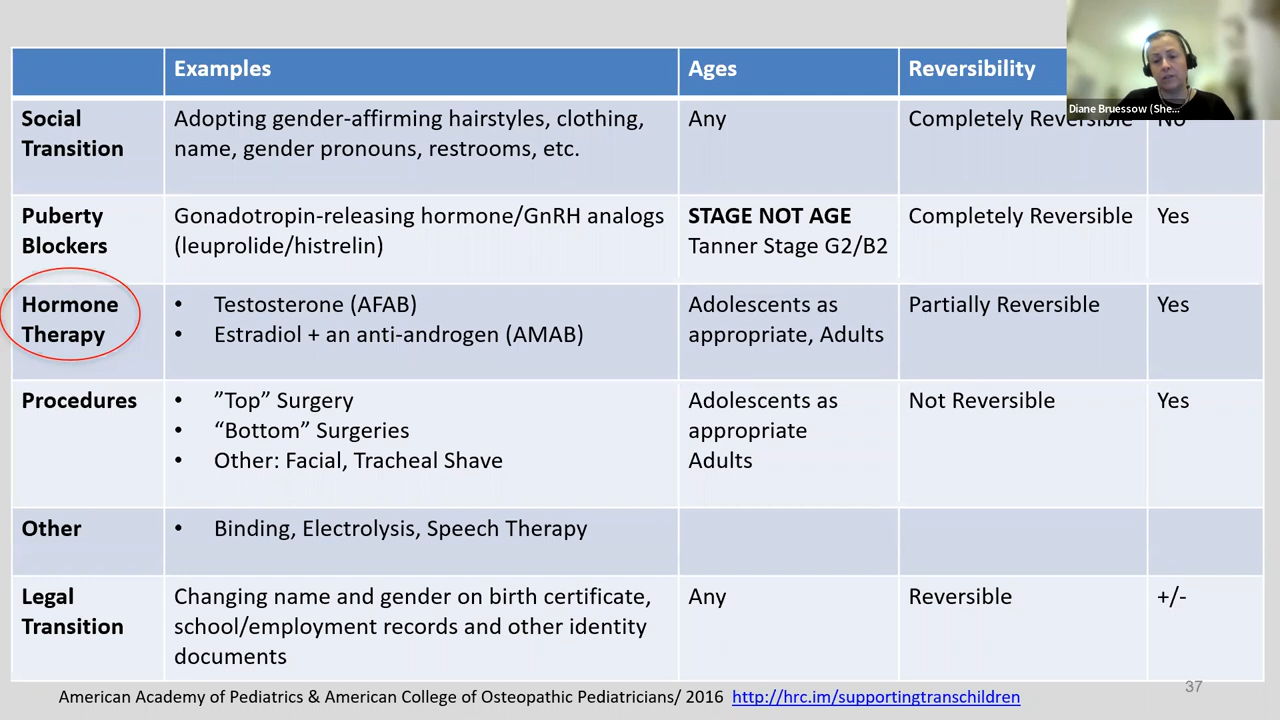 Examples
Ages
Reversibility
Diane Bruessow (She...
Social
Transition
Adopting gender-affirming hairstyles, clothing,
name, gender pronouns, restrooms, etc.
Any
Completely Reversible
No
Puberty
Blockers
Gonadotropin-releasing hormone/GnRH analogs
(leuprolide/histrelin)
STAGE NOT AGE
Tanner Stage G2/B2
Completely Reversible
Yes
Hormone
Therapy
• Testosterone (AFAB)
• Estradiol + an anti-androgen (AMAB)
Adolescents as
appropriate, Adults
Partially Reversible
Yes
Procedures
• ”Top” Surgery
• “Bottom” Surgeries
• Other: Facial, Tracheal Shave
Adolescents as
appropriate
Adults
Not Reversible
Yes
Other
• Binding, Electrolysis, Speech Therapy
Legal
Transition
Changing name and gender on birth certificate,
school/employment records and other identity
documents
Any
Reversible
+/-
American Academy of Pediatrics & American College of Osteopathic Pediatricians/ 2016 http://hrc.im/supportingtranschildren
37